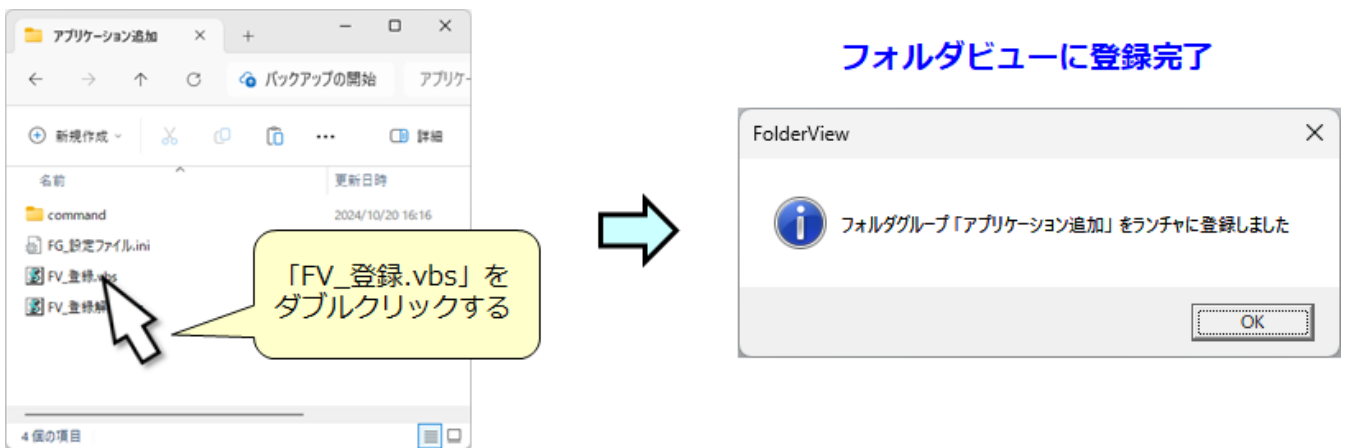 アプリケーション追加
バックアップの開始
アプリケ-
新規作成
詳細
名前
更新日時
command
2024/10/20 16:16
FG_設定ファイル.ini
FV_登録.vbs
FV_登録解
「FV_登録.vbs」を
ダブルクリックする
4 個の項目
フォルダビューに登録完了
FolderView
フォルダグループ「アプリケーション追加」をランチャに登録しました
OK